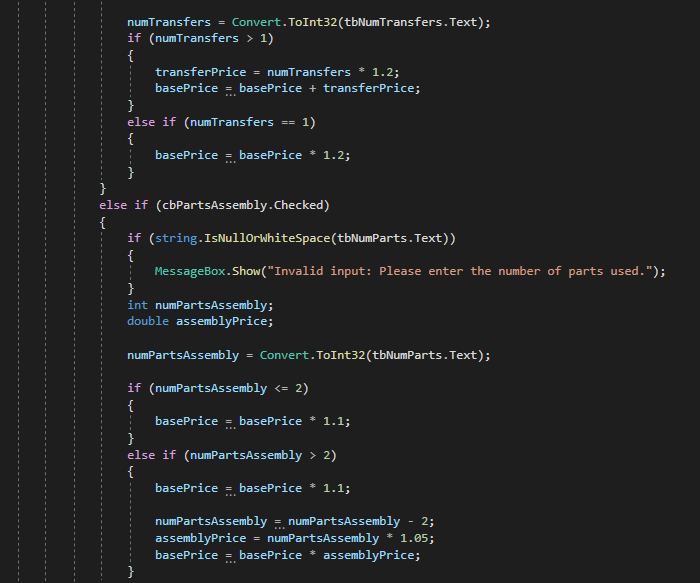 numTransfers = Convert.ToInt32(tbNumTransfers.Text);
if (numTransfers > 1)
{
transferPrice = numTransfers * 1.2;
basePrice = basePrice + transferPrice;
}
else if (numTransfers == 1)
{
basePrice = basePrice * 1.2;
}
}
else if (cbPartsAssembly.Checked)
{
if (string.IsNullOrWhiteSpace(tbNumParts.Text))
{
MessageBox.Show("Invalid input: Please enter the number of parts used.");
}
int numPartsAssembly;
double assemblyPrice;
numPartsAssembly = Convert.ToInt32(tbNumParts.Text);
if (numPartsAssembly <= 2)
{
basePrice = basePrice * 1.1;
}
else if (numPartsAssembly > 2)
{
basePrice = basePrice * 1.1;
numPartsAssembly = numPartsAssembly - 2;
assemblyPrice = numPartsAssembly * 1.05;
basePrice = basePrice * assemblyPrice;
}